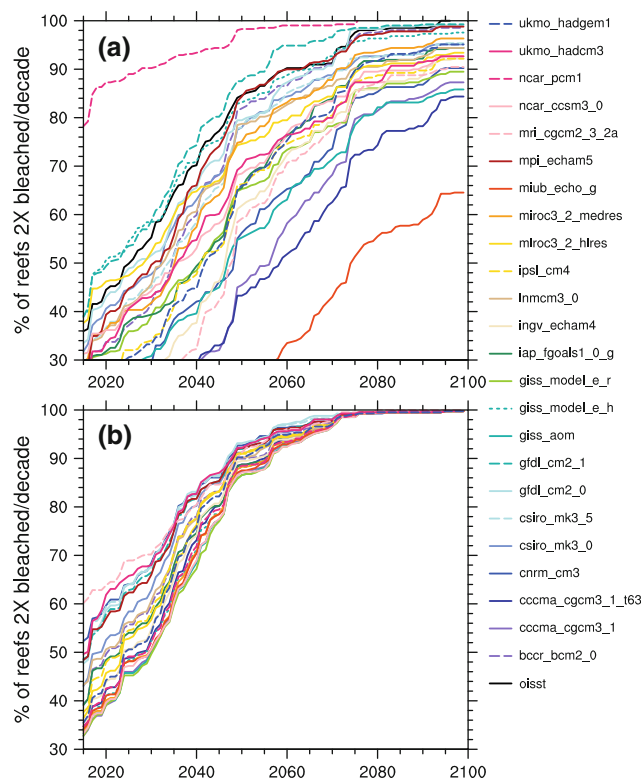 (a)
% of reefs 2X bleached/decade
100
90
80
70
60
50
40
30
2020
2040
2060
2080
2100
(b)
% of reefs 2X bleached/decade
100
90
80
70
60
50
40
30
2020
2040
2060
2080
2100
ukmo_hadgem1
ukmo_hadcm3
ncar_pcm1
ncar_ccsm3_0
mri_cgcm2_3_2a
mpi_echam5
miub_echo_g
miroc3_2_medres
mlroc3_2_hlres
ipsl_cm4
lnmcm3_0
ingv_echam4
iap_fgoals1_0_g
giss_model_e_r
giss_model_e_h
giss_aom
gfdl_cm2_1
gfdl_cm2_0
csiro_mk3_5
csiro_mk3_0
cnrm_cm3
cccma_cgcm3_1_t63
cccma_cgcm3_1
bccr_bcm2_0
oisst